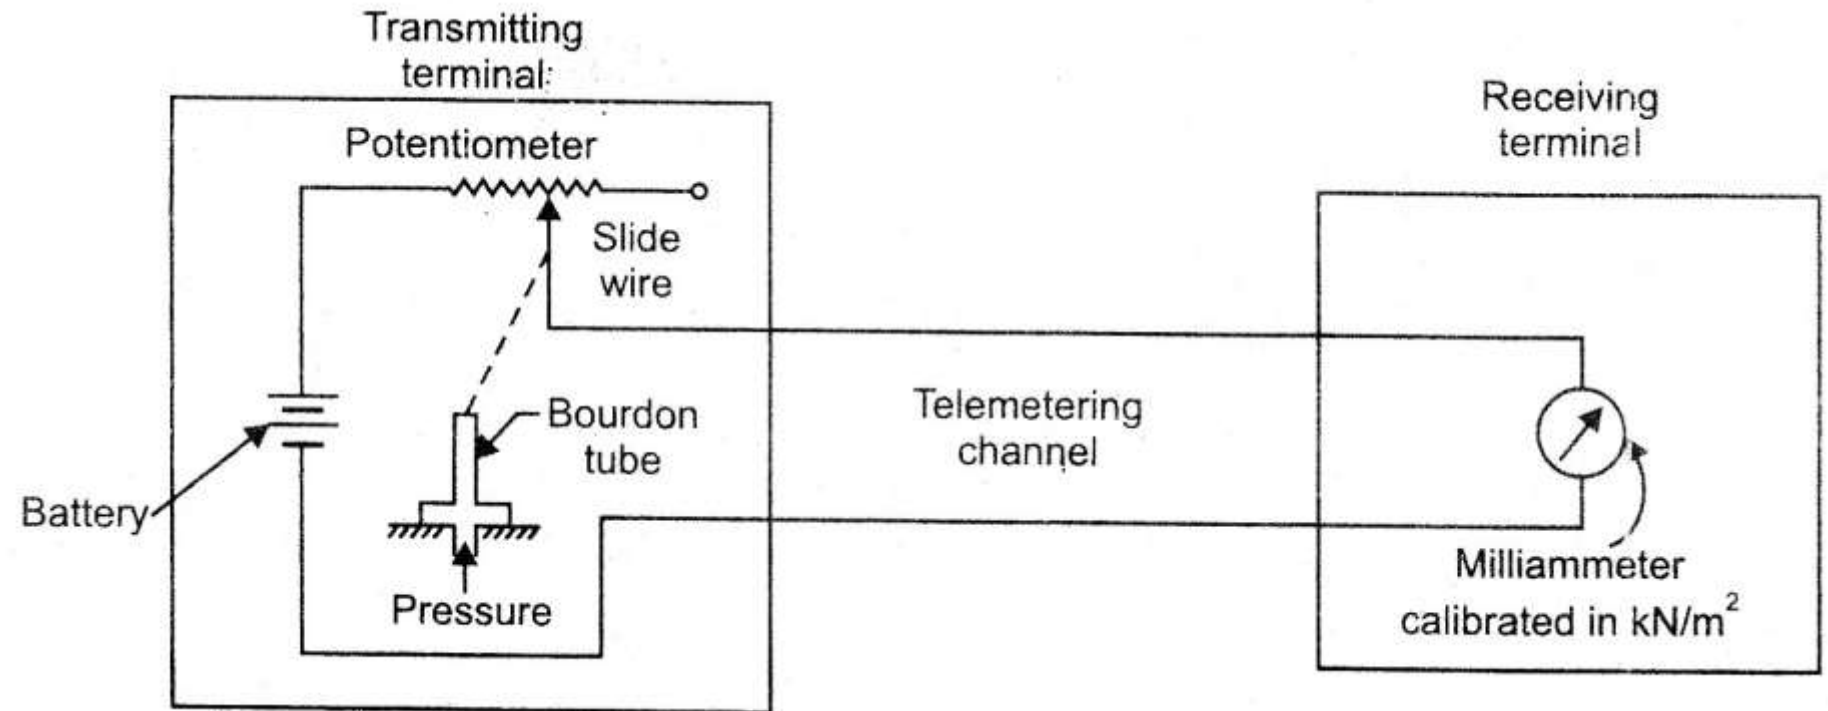 Transmitting
terminal:
Potentiometer
Slide
wire
Bourdon
tube
Battery
Pressure
Telemetering
channel
Receiving
terminal
Milliammeter
calibrated in kN/m²